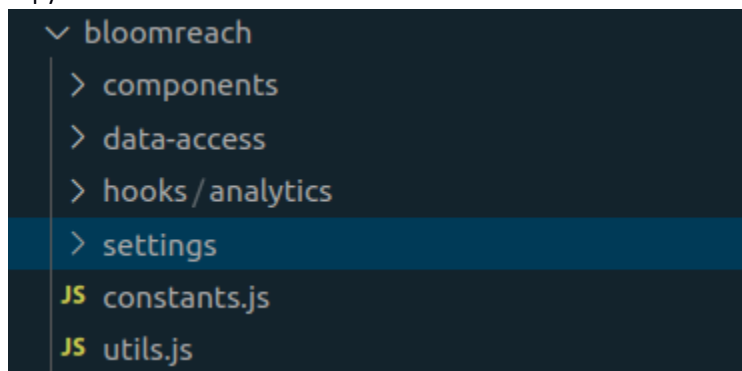 bloomreach
components
data-access
hooks / analytics
settings
JS constants.js
JS utils.js